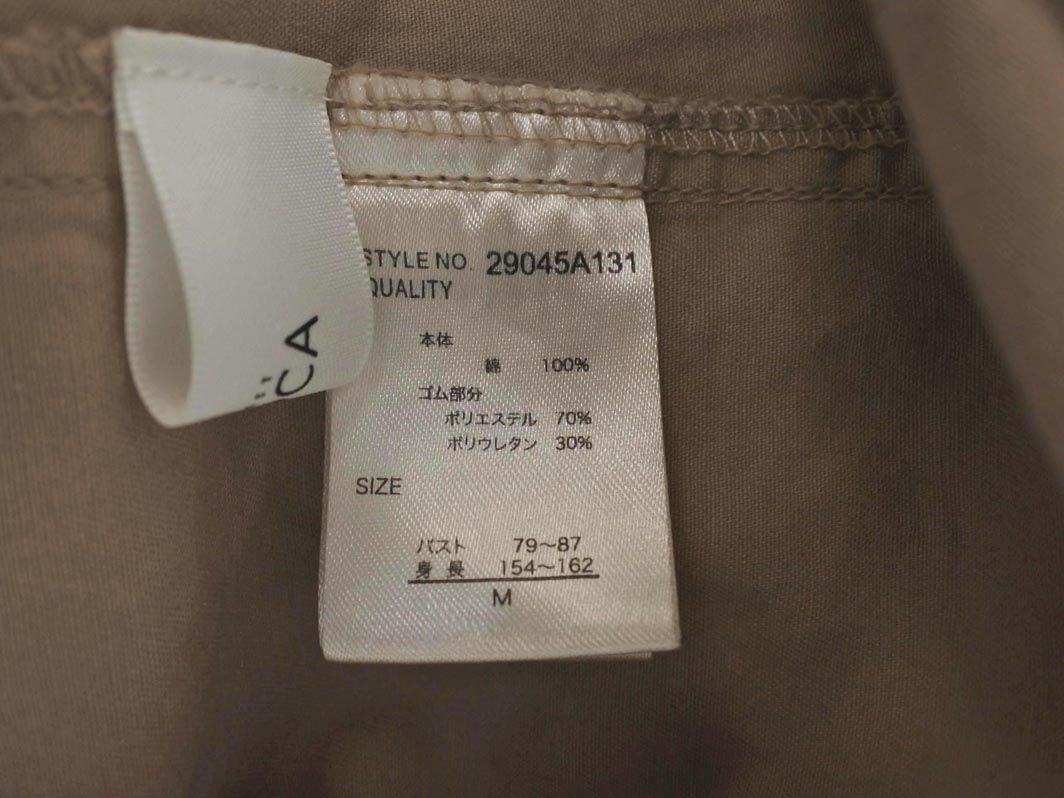 STYLE NO. 29045A131
QUALITY
本体
綿 100%
ゴム部分
ポリエステル 70%
ポリウレタン 30%
SIZE
バスト 79～87
身長 154～162
M